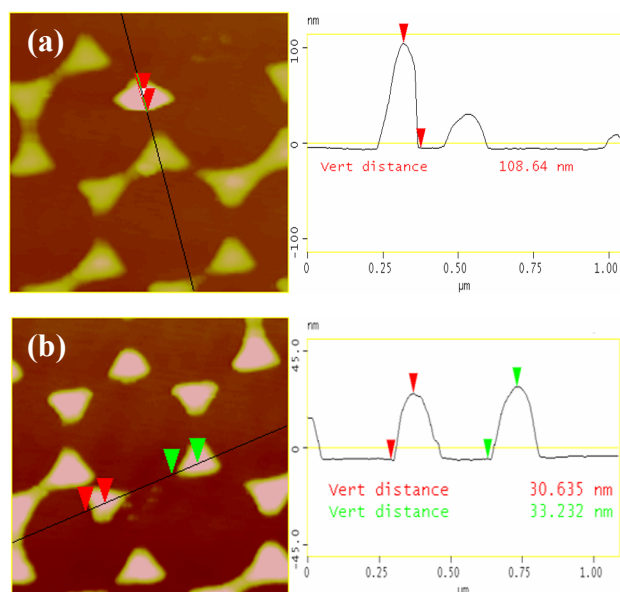 (a)
nm
100
0
-100
Vert distance 108.64 nm
0 0.25 0.50 0.75 1.00
µm
(b)
nm
45.0
0
-45.0
Vert distance 30.635 nm
Vert distance 33.232 nm
0 0.25 0.50 0.75
µm